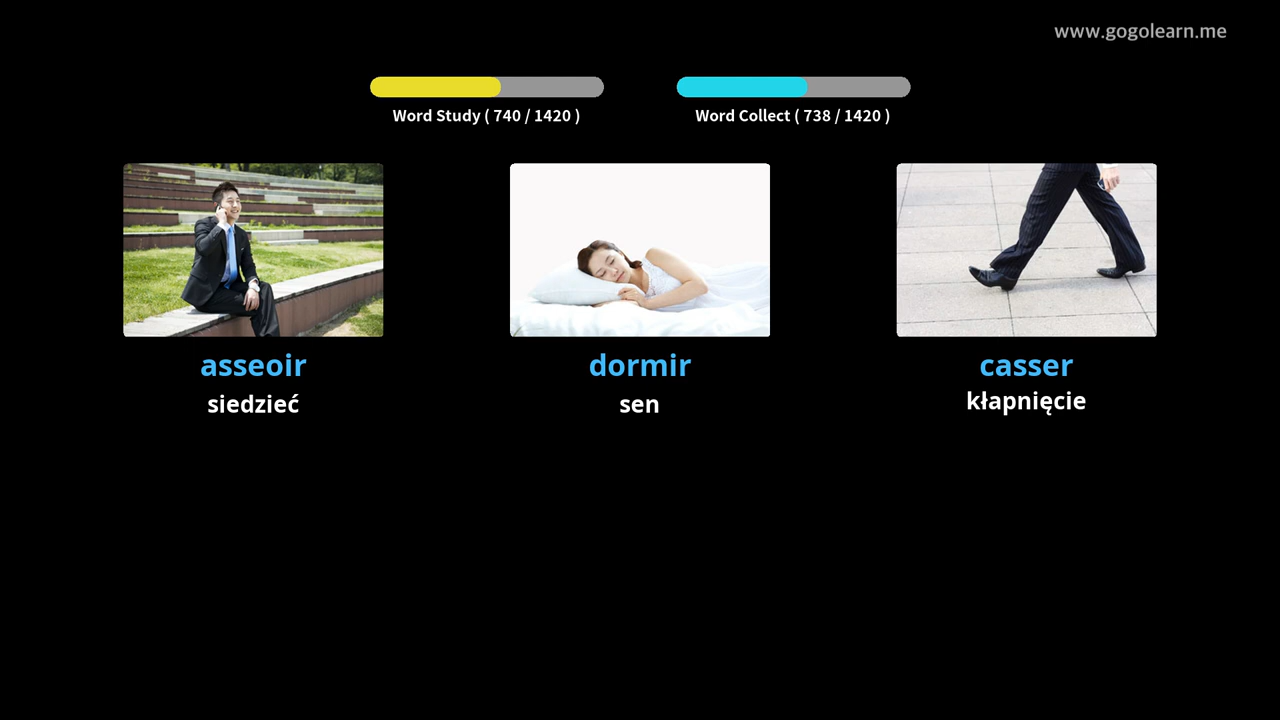 www.gogolearn.me
Word Study ( 740 / 1420 )
Word Collect ( 738 / 1420 )
asseoir
siedzieć
dormir
sen
casser
kłapnięcie